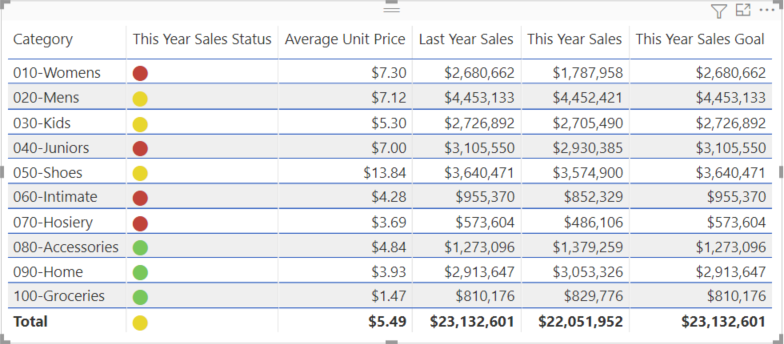 Category This Year Sales Status Average Unit Price Last Year Sales This Year Sales This Year Sales Goal
010-Womens $7.30 $2,680,662 $1,787,958 $2,680,662
020-Mens $7.12 $4,453,133 $4,452,421 $4,453,133
030-Kids $5.30 $2,726,892 $2,705,490 $2,726,892
040-Juniors $7.00 $3,105,550 $2,930,385 $3,105,550
050-Shoes $13.84 $3,640,471 $3,574,900 $3,640,471
060-Intimate $4.28 $955,370 $852,329 $955,370
070-Hosiery $3.69 $573,604 $486,106 $573,604
080-Accessories $4.84 $1,273,096 $1,379,259 $1,273,096
090-Home $3.93 $2,913,647 $3,053,326 $2,913,647
100-Groceries $1.47 $810,176 $829,776 $810,176
Total $5.49 $23,132,601 $22,051,952 $23,132,601